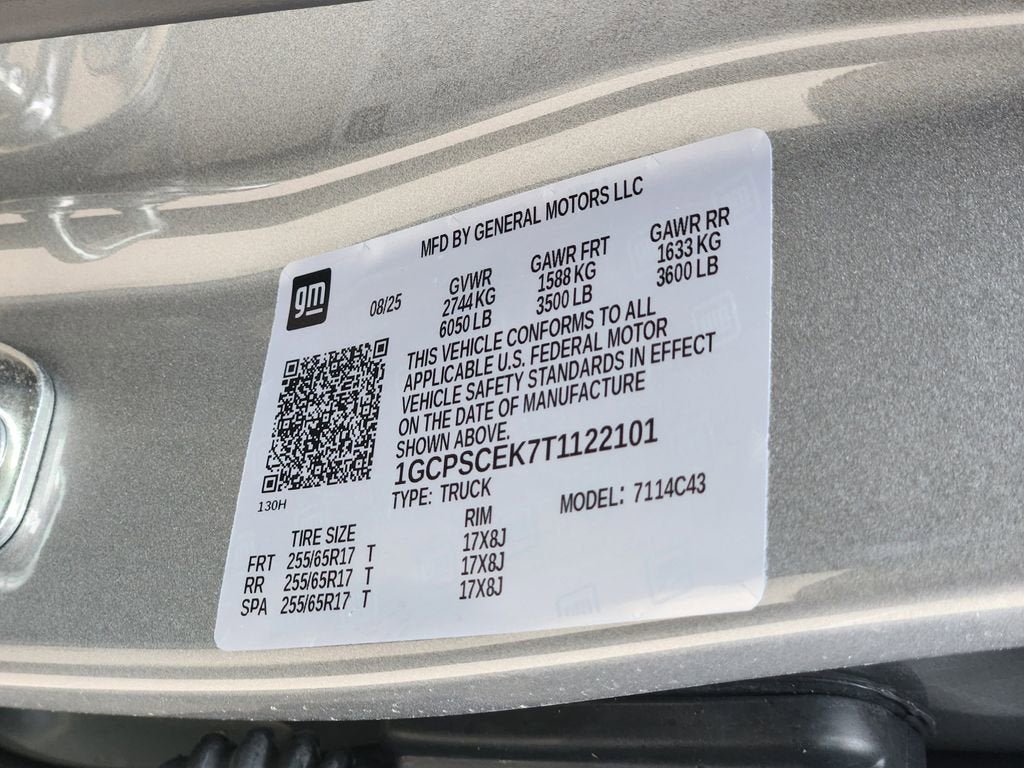 MFD BY GENERAL MOTORS LLC
gm
08/25
GVWR GAWR FRT GAWR RR
2744 KG 1588 KG 1633 KG
6050 LB 3500 LB 3600 LB
THIS VEHICLE CONFORMS TO ALL
APPLICABLE U.S. FEDERAL MOTOR
VEHICLE SAFETY STANDARDS IN EFFECT
ON THE DATE OF MANUFACTURE
SHOWN ABOVE.
1GCPSCEK7T1122101
130H
TYPE: TRUCK MODEL: 7114C43
TIRE SIZE RIM
FRT 255/65R17 T 17X8J
RR 255/65R17 T 17X8J
SPA 255/65R17 T 17X8J